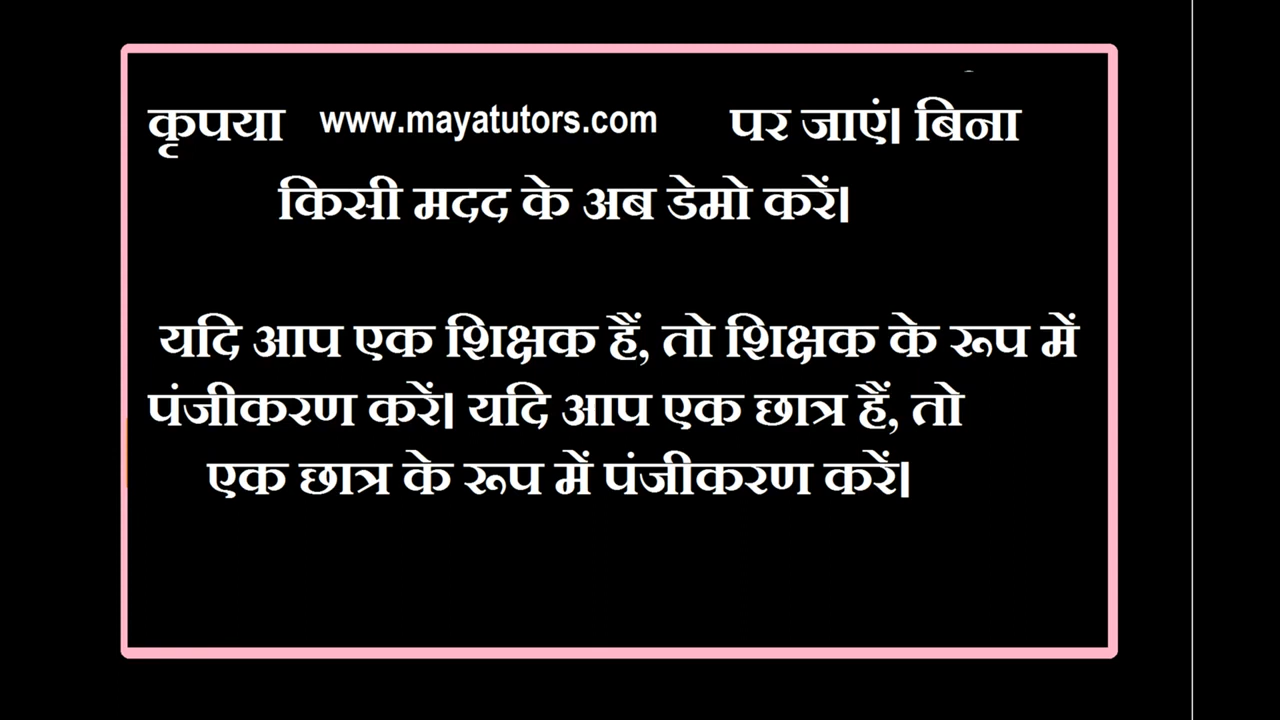 कृपया www.mayatutors.com पर जाएं। बिना
किसी मदद के अब डेमो करें।
यदि आप एक शिक्षक हैं, तो शिक्षक के रूप में
पंजीकरण करें। यदि आप एक छात्र हैं, तो
एक छात्र के रूप में पंजीकरण करें।